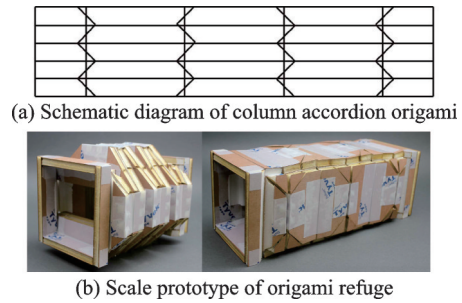 (a) Schematic diagram of column accordion origami
(b) Scale prototype of origami refuge